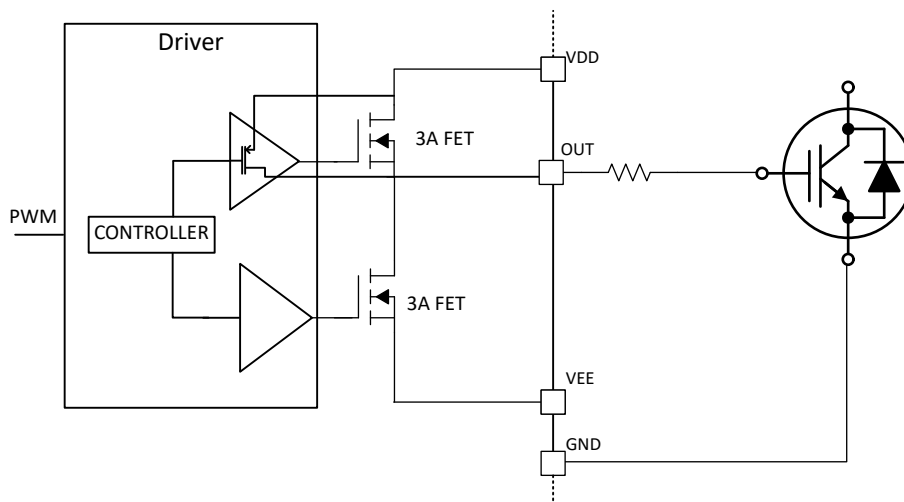 Driver
VDD
3A FET
OUT
PWM
CONTROLLER
3A FET
VEE
GND